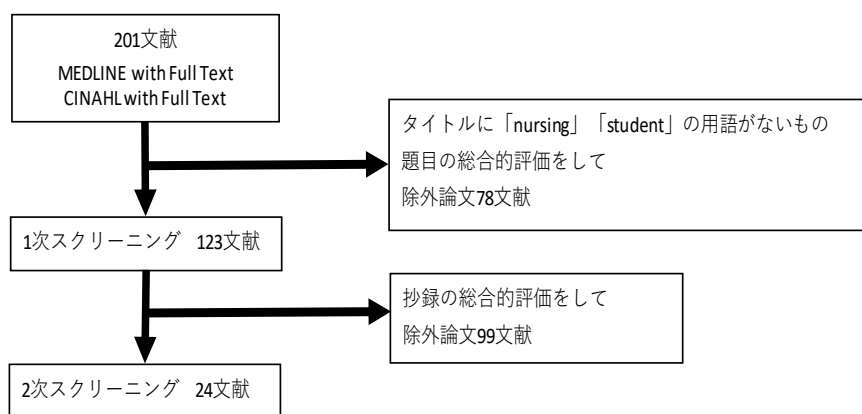 201文献
MEDLINE with Full Text
CINAHL with Full Text
タイトルに「nursing」「student」の用語がないもの
題目の総合的評価をして
除外論文78文献
1次スクリーニング　123文献
抄録の総合的評価をして
除外論文99文献
2次スクリーニング　24文献